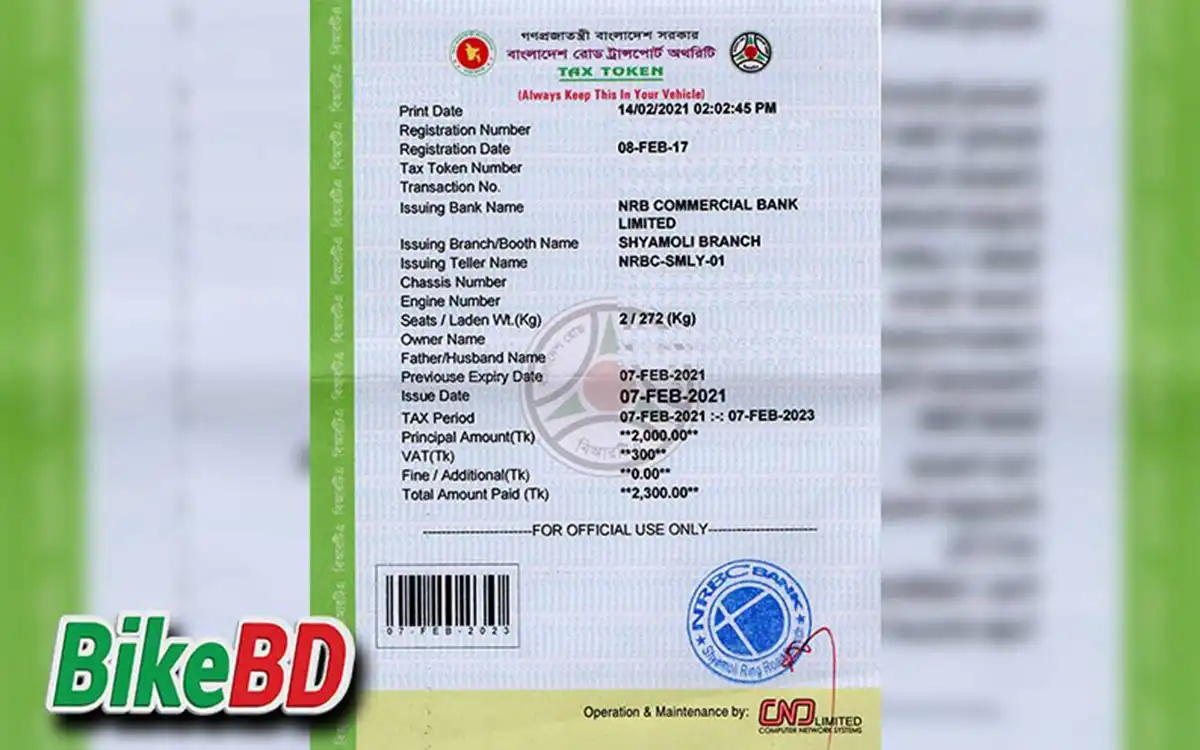 গণপ্রজাতন্ত্রী বাংলাদেশ সরকার
বাংলাদেশ রোড ট্রান্সপোর্ট অথরিটি
TAX TOKEN
(Always Keep This In Your Vehicle)
Print Date 14/02/2021 02:02:45 PM
Registration Number
Registration Date 08-FEB-17
Tax Token Number
Transaction No.
Issuing Bank Name NRB COMMERCIAL BANK
LIMITED
Issuing Branch/Booth Name SHYAMOLI BRANCH
Issuing Teller Name NRBC-SMLY-01
Chassis Number
Engine Number
Seats / Laden Wt.(Kg) 2 / 272 (Kg)
Owner Name
Father/Husband Name
Previouse Expiry Date 07-FEB-2021
Issue Date 07-FEB-2021
TAX Period 07-FEB-2021 :-: 07-FEB-2023
Principal Amount(Tk) **2,000.00**
VAT(Tk) **300**
Fine / Additional(Tk) **0.00**
Total Amount Paid (Tk) **2,300.00**
FOR OFFICIAL USE ONLY
07-FEB-2023
NRBC BANK
Shyamoli Ring Road
BikeBD
Operation & Maintenance by: CND LIMITED
COMPUTER NETWORK SYSTEMS